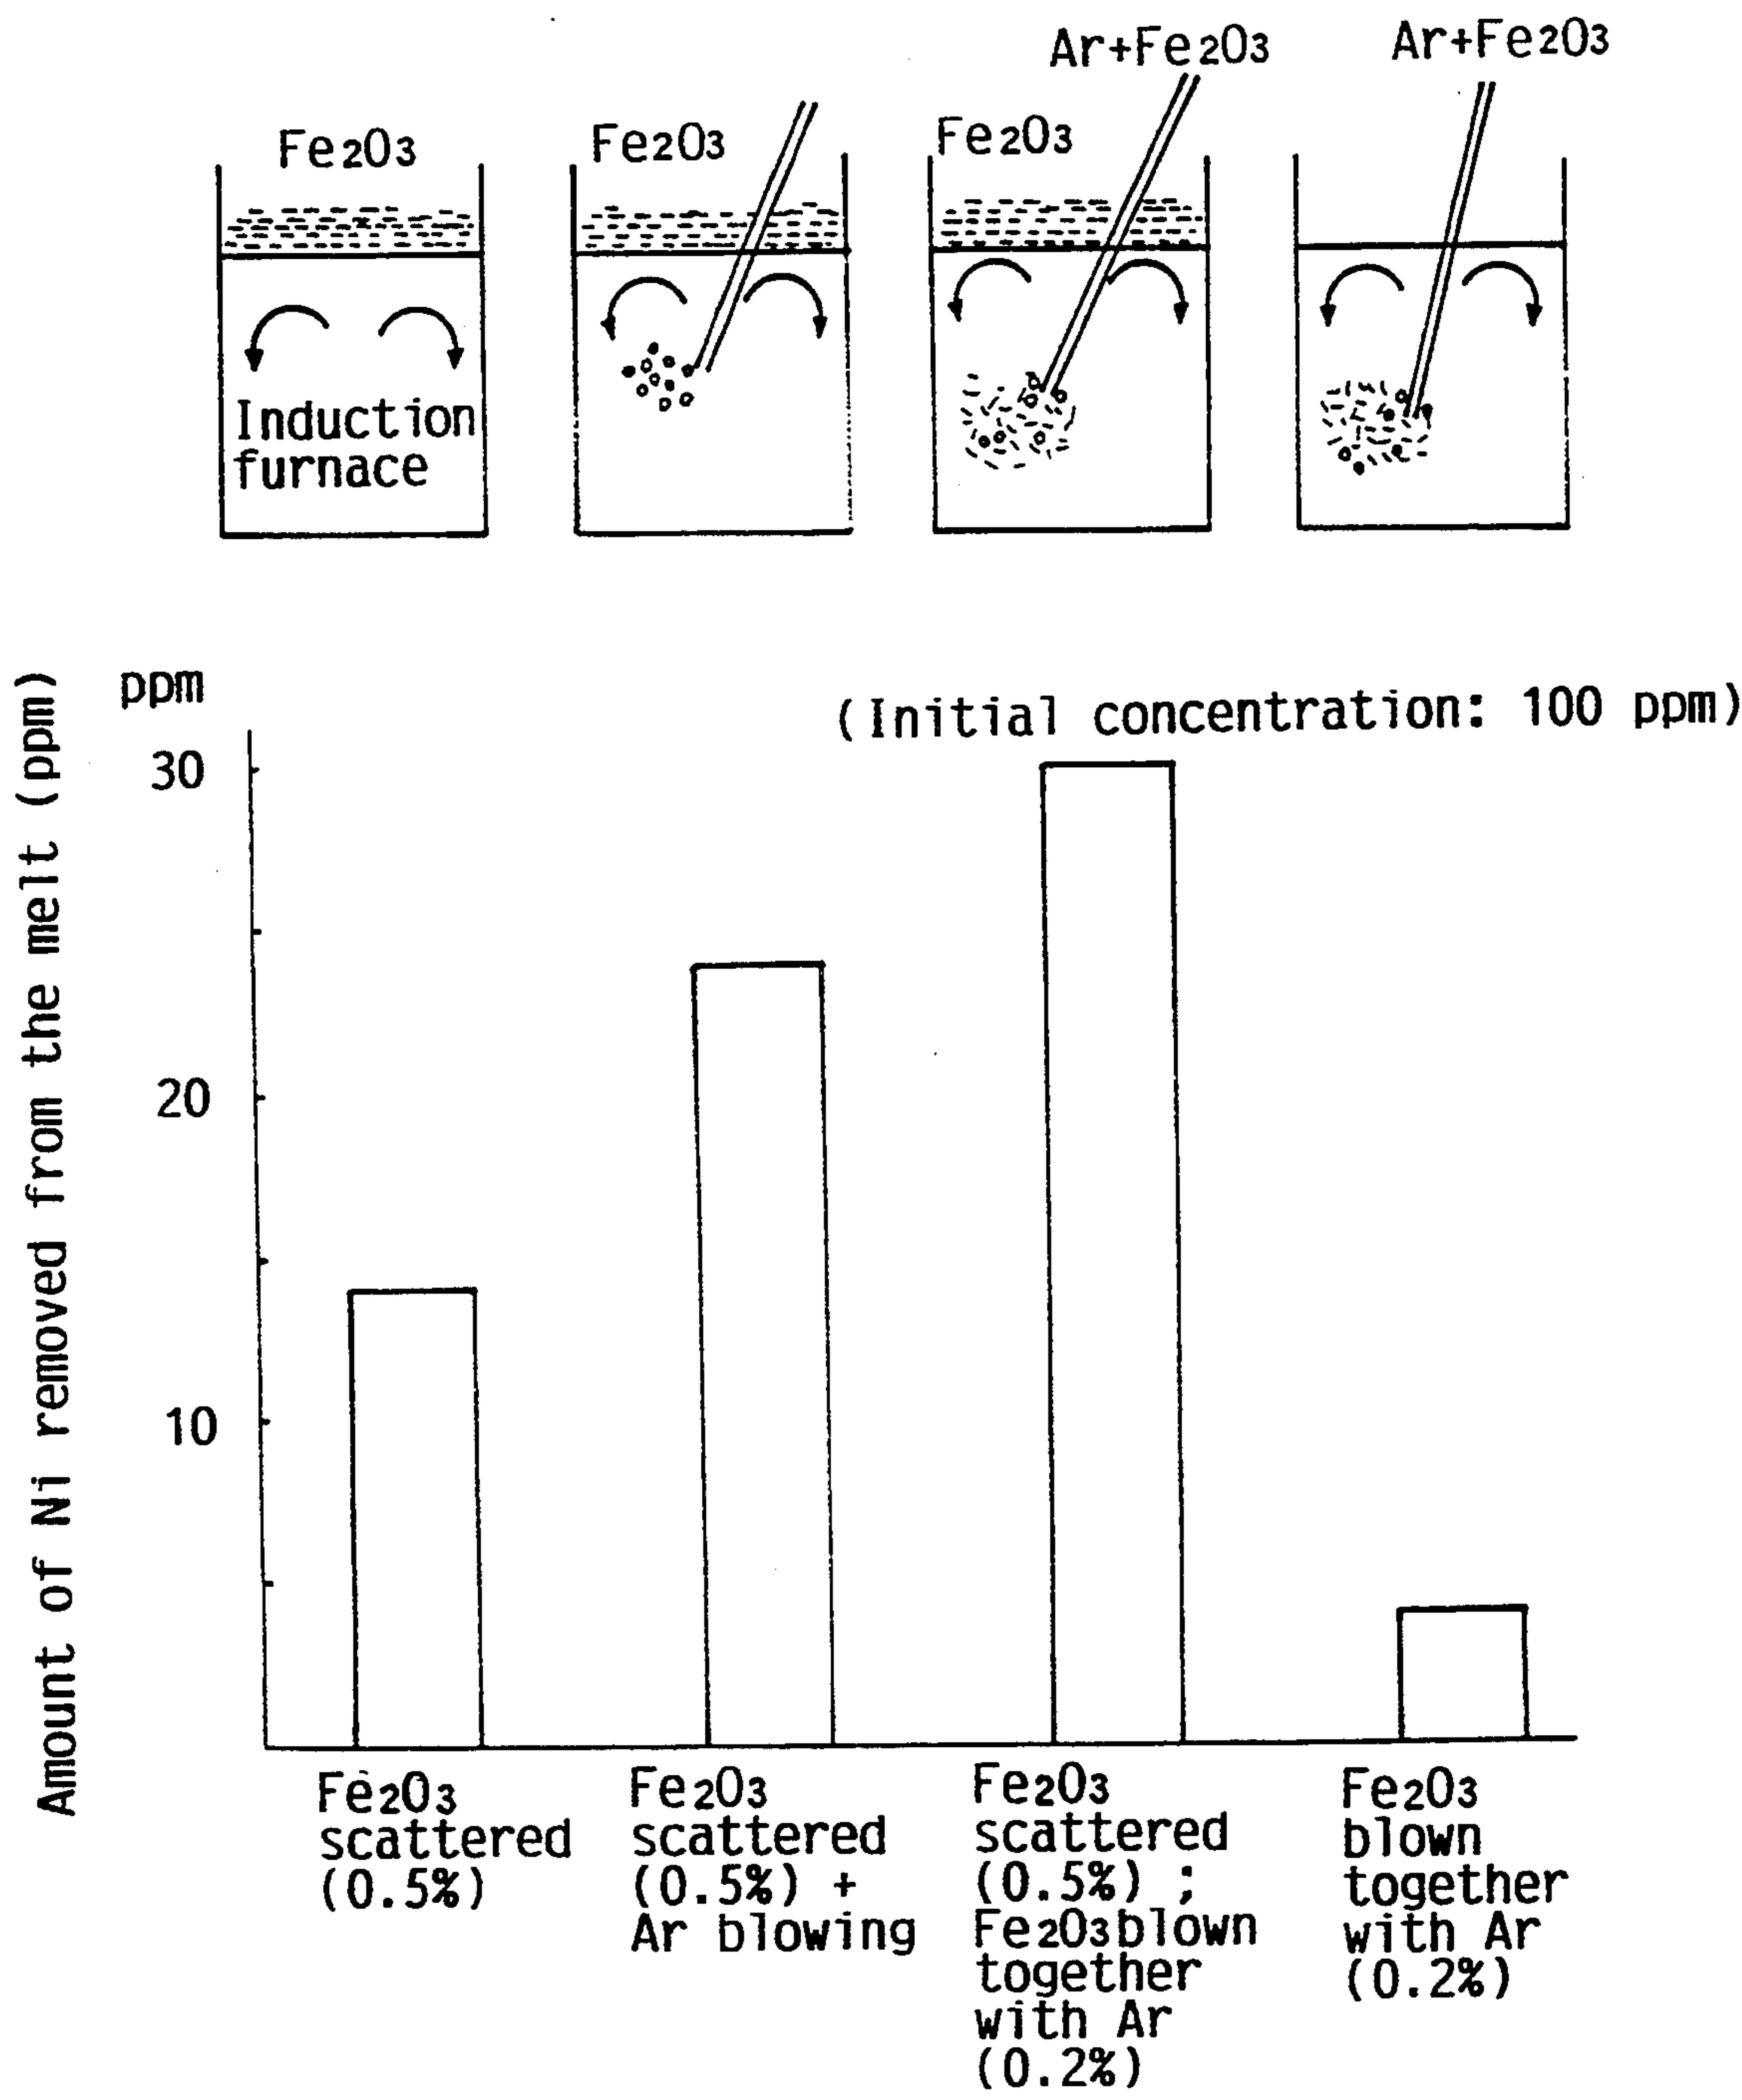 Ar+Fe2O3
Ar+Fe2O3
Fe2O3
Fe2O3
Fe2O3
Induction
furnace
ppm
(Initial concentration: 100 ppm)
Amount of Ni removed from the melt (ppm)
30
20
10
Fe2O3
scattered
(0.5%)
Fe2O3
scattered
(0.5%) +
Ar blowing
Fe2O3
scattered
(0.5%) ;
Fe2O3blown
together
with Ar
(0.2%)
Fe2O3
blown
together
with Ar
(0.2%)